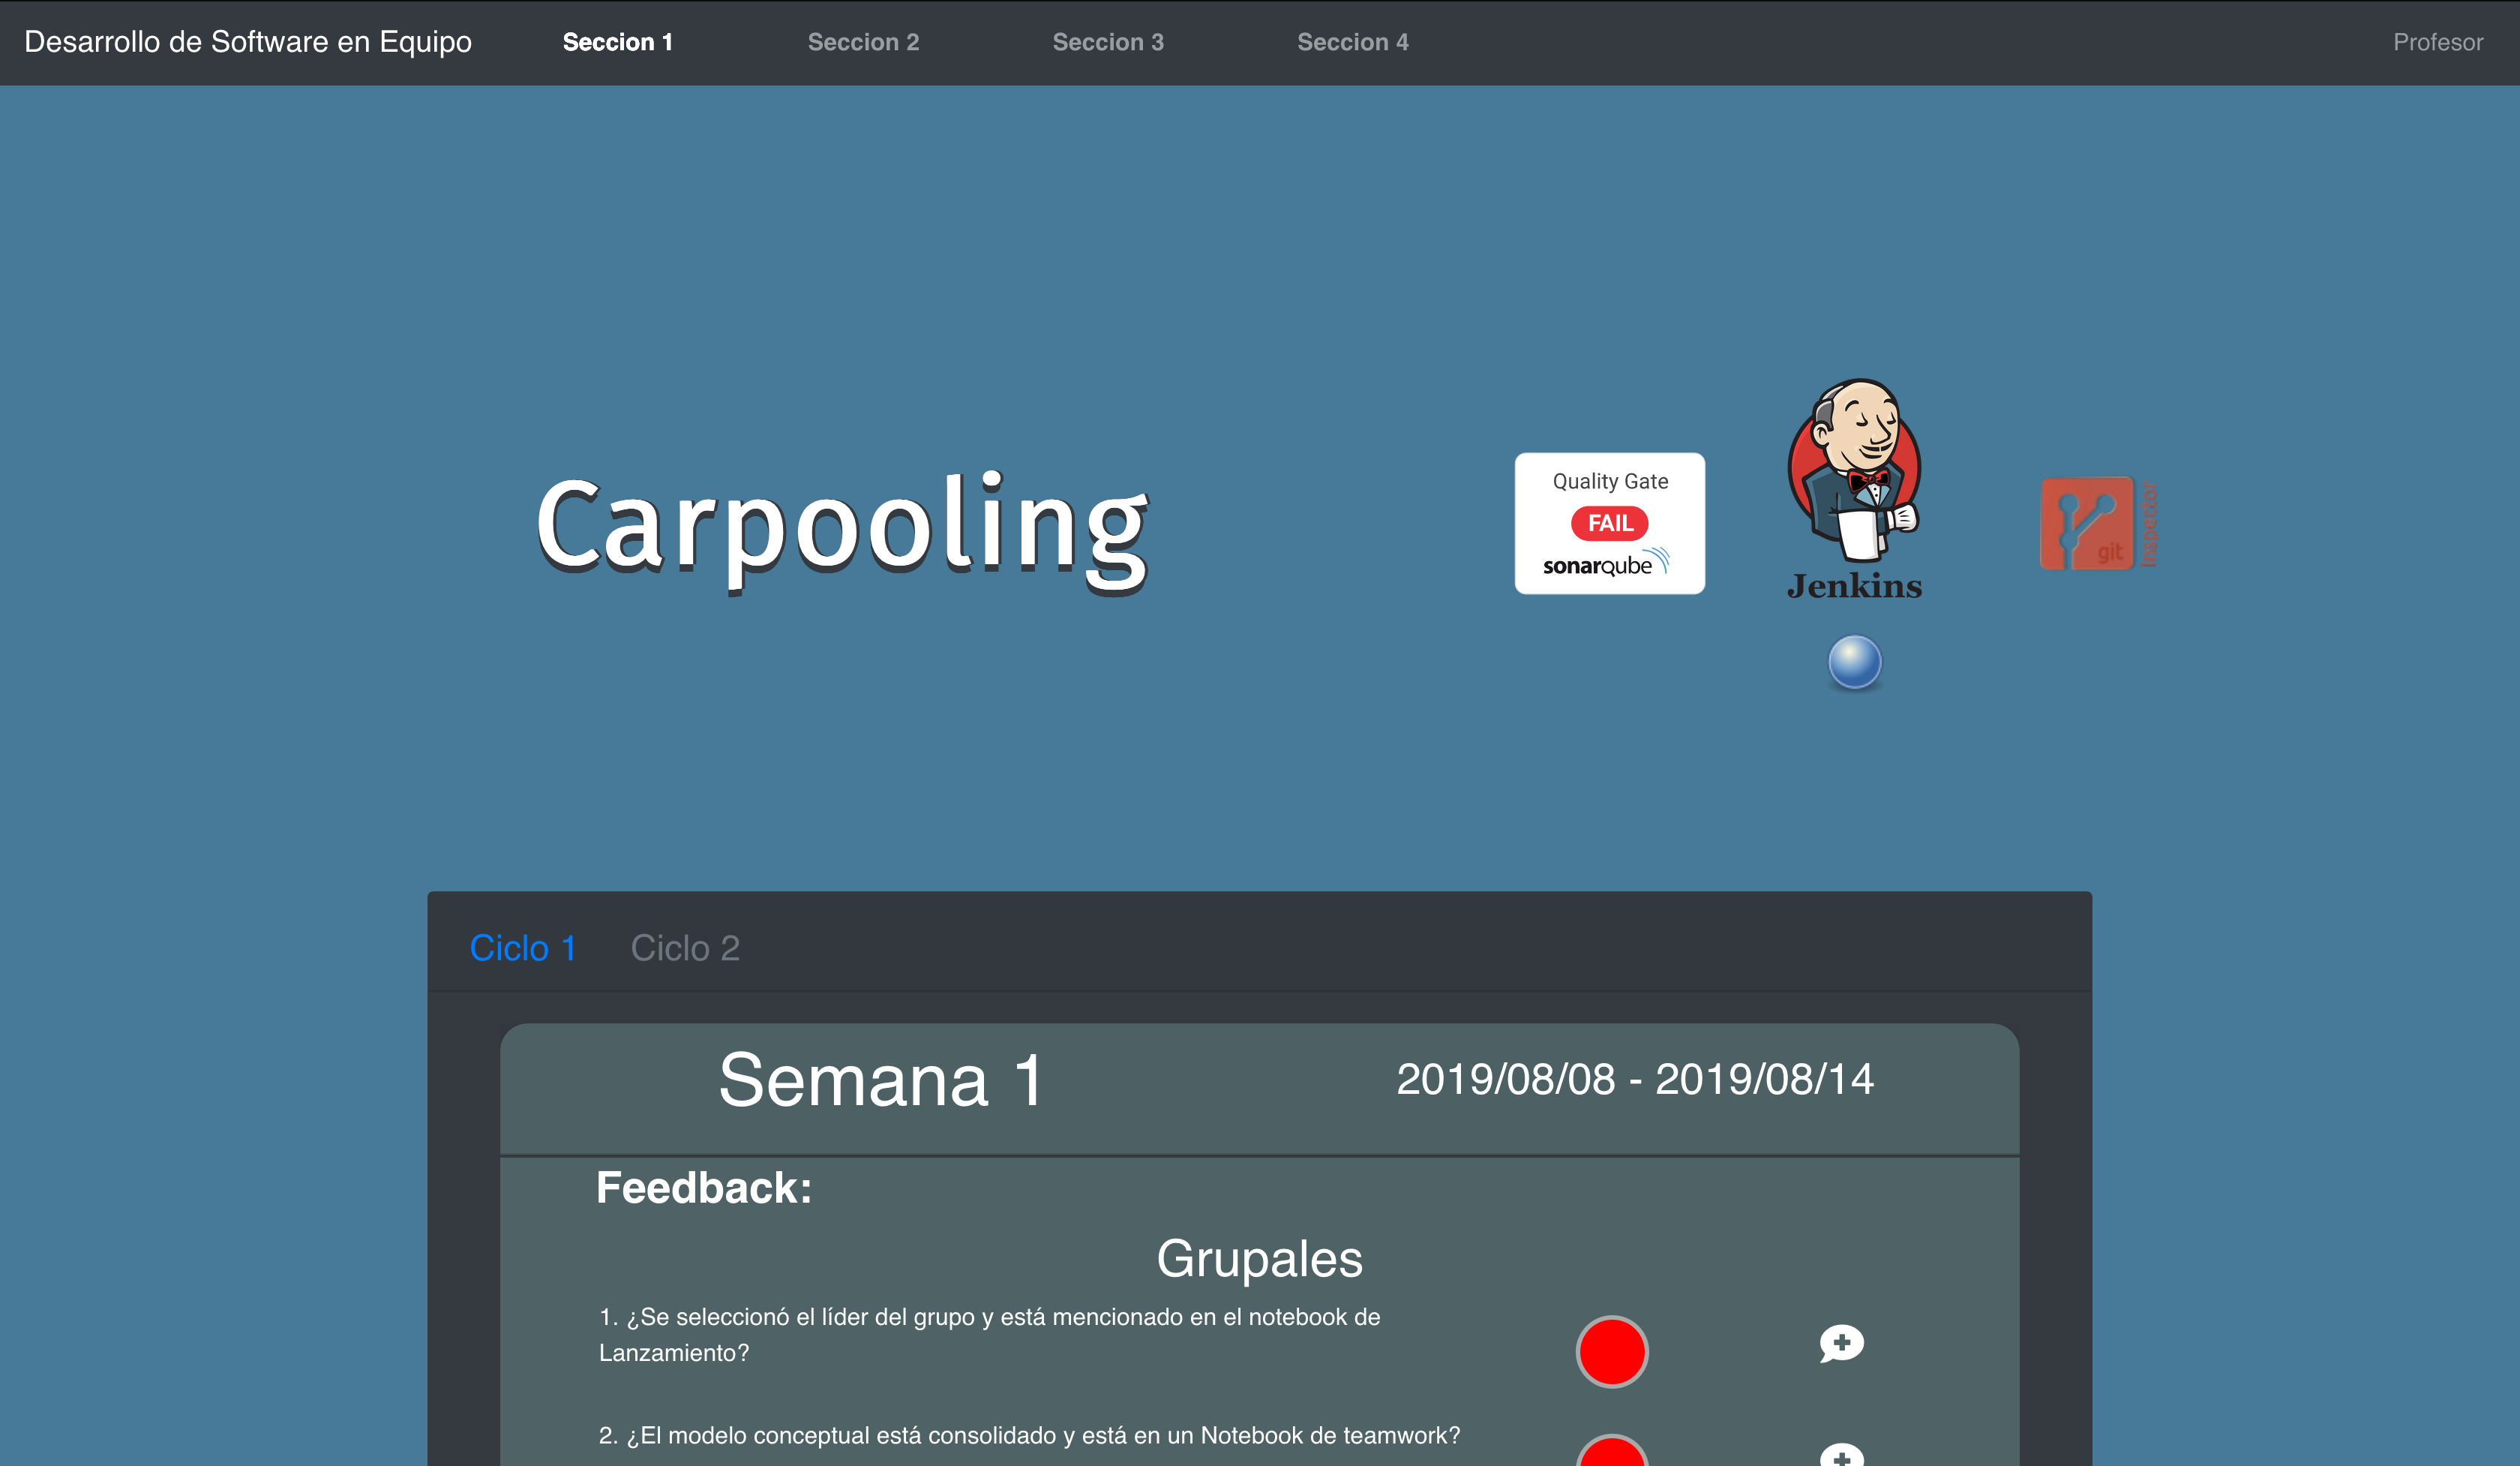 Desarrollo de Software en Equipo
Seccion 1
Seccion 2
Seccion 3
Seccion 4
Profesor
Carpooling
Quality Gate
FAIL
sonarqube
Jenkins
git
Inspector
Ciclo 1
Ciclo 2
Semana 1
2019/08/08 - 2019/08/14
Feedback:
Grupales
1. ¿Se seleccionó el líder del grupo y está mencionado en el notebook de
Lanzamiento?
2. ¿El modelo conceptual está consolidado y está en un Notebook de teamwork?